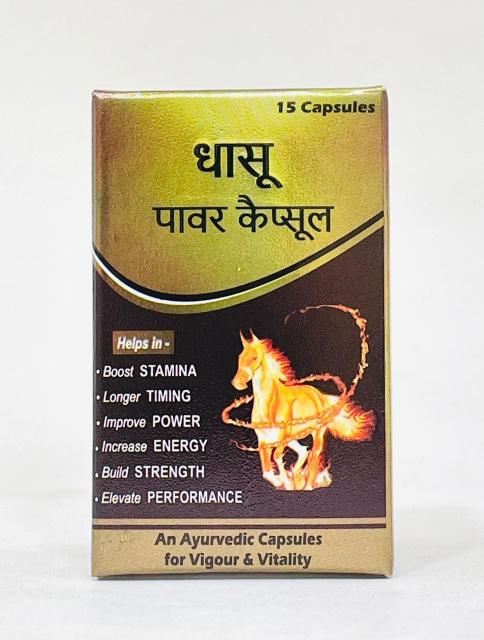 15 Capsules
धासू
पावर कैप्सूल
Helps in -
• Boost STAMINA
• Longer TIMING
• Improve POWER
• Increase ENERGY
• Build STRENGTH
• Elevate PERFORMANCE
An Ayurvedic Capsules
for Vigour & Vitality